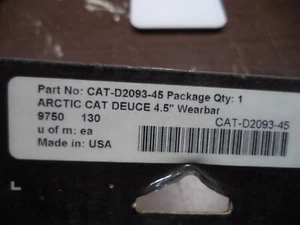 Part No: CAT-D2093-45 Package Qty: 1
ARCTIC CAT DEUCE 4.5" Wearbar
9750 130
CAT-D2093-45
u of m: ea
Made in: USA
L